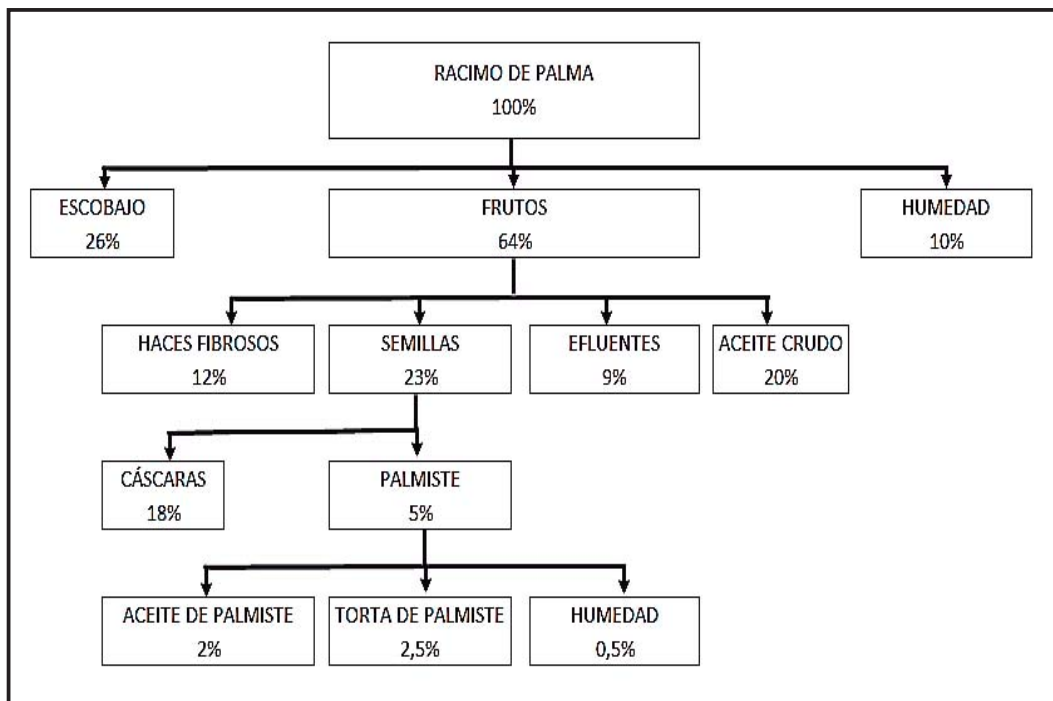 RACIMO DE PALMA
100%
ESCOBAJO
26%
FRUTOS
64%
HUMEDAD
10%
HACES FIBROSOS
12%
SEMILLAS
23%
EFLUENTES
9%
ACEITE CRUDO
20%
CÁSCARAS
18%
PALMISTE
5%
ACEITE DE PALMISTE
2%
TORTA DE PALMISTE
2,5%
HUMEDAD
0,5%